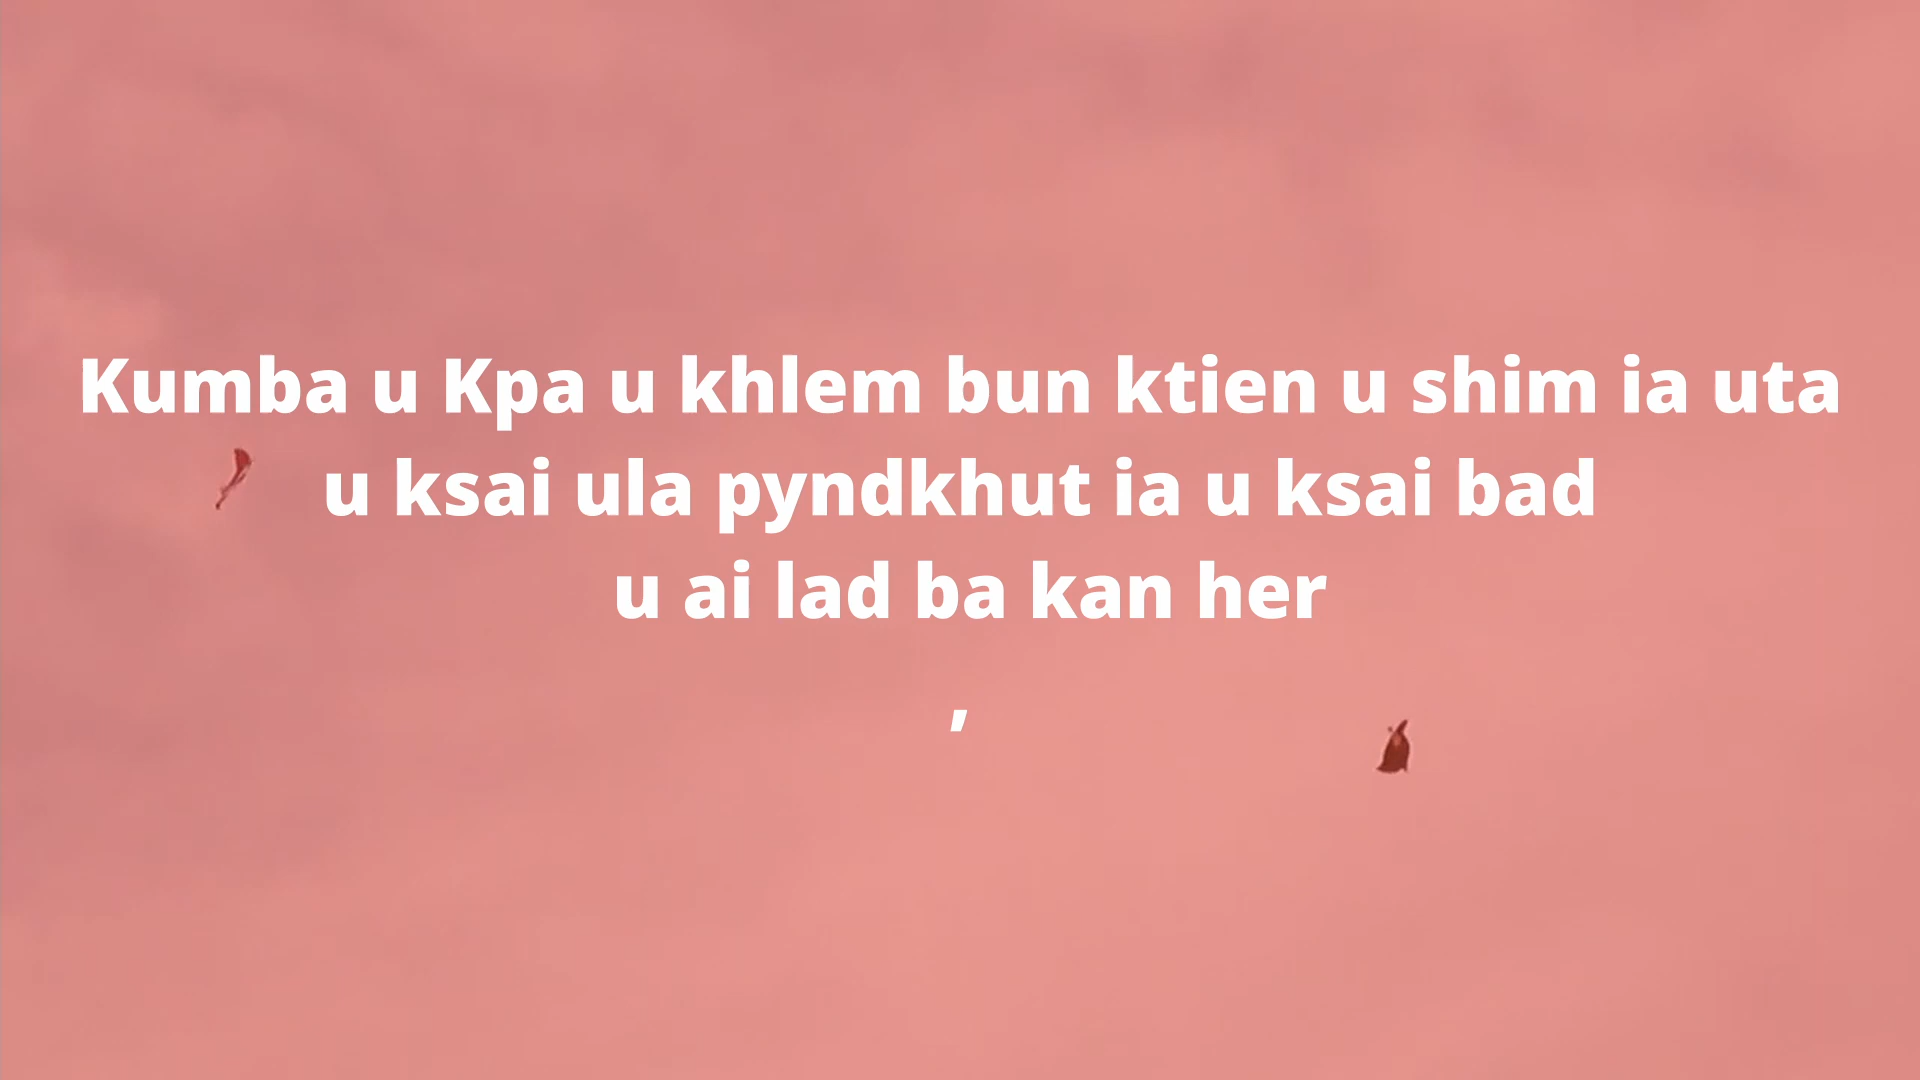 Kumba u Kpa u khlem bun ktien u shim ia uta
u ksai ula pyndkhut ia u ksai bad
u ai lad ba kan her
,